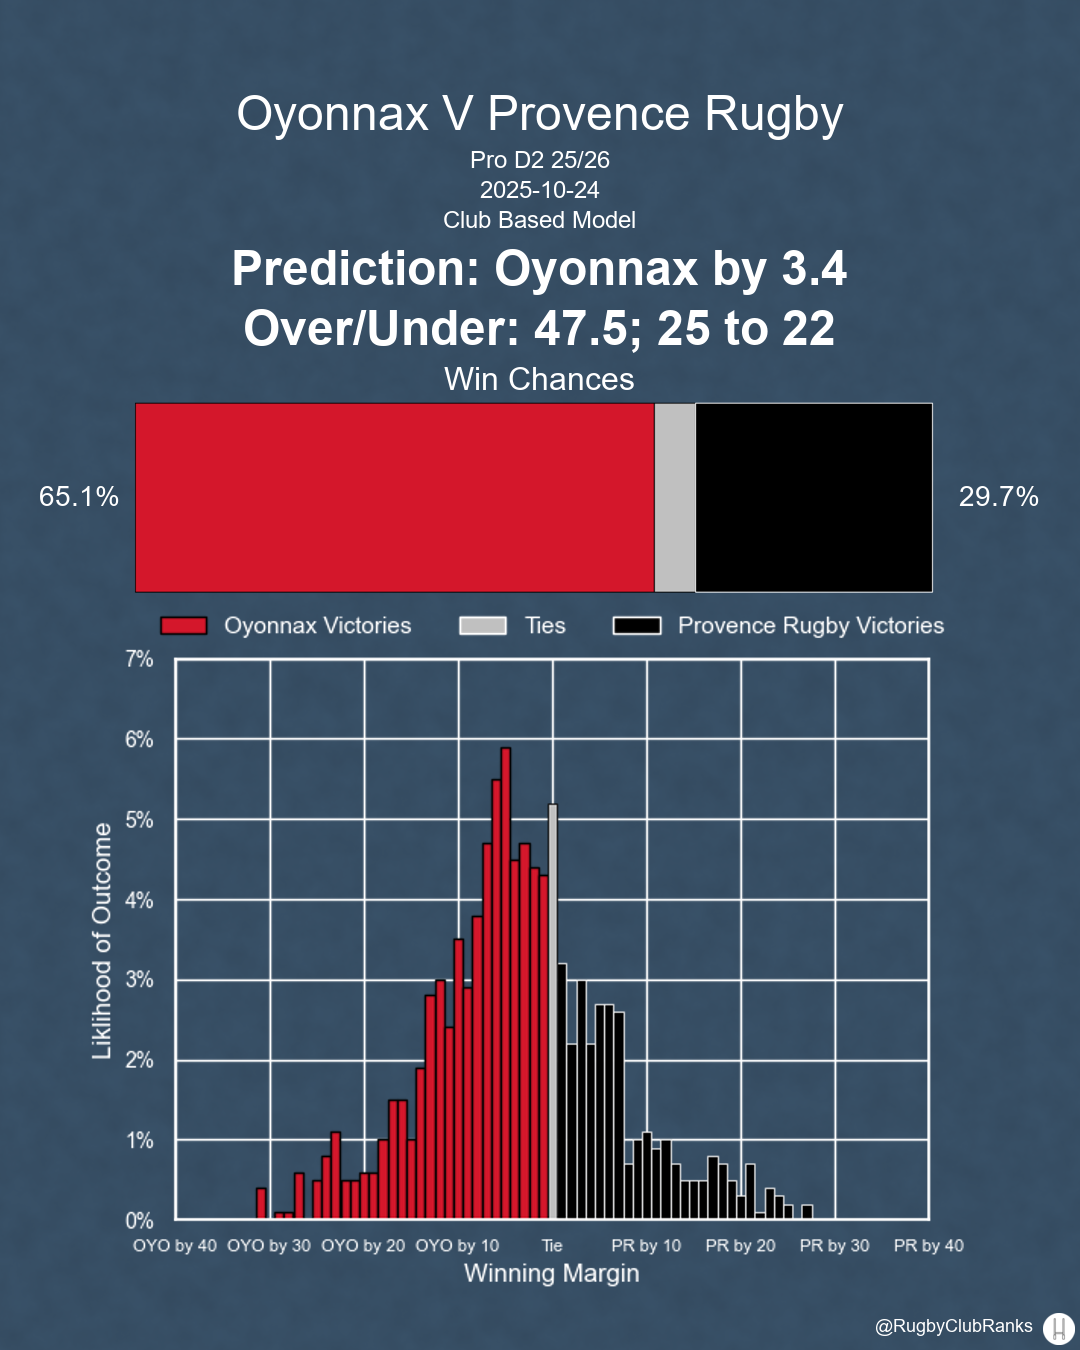 Oyonnax V Provence Rugby
Pro D2 25/26
2025-10-24
Club Based Model
Prediction: Oyonnax by 3.4
Over/Under: 47.5; 25 to 22
Win Chances
65.1%
29.7%
Oyonnax Victories
Ties
Provence Rugby Victories
7%
6%
5%
4%
3%
2%
1%
0%
Liklihood of Outcome
OYO by 40 OYO by 30 OYO by 20 OYO by 10 Tie PR by 10 PR by 20 PR by 30 PR by 40
Winning Margin
@RugbyClubRanks